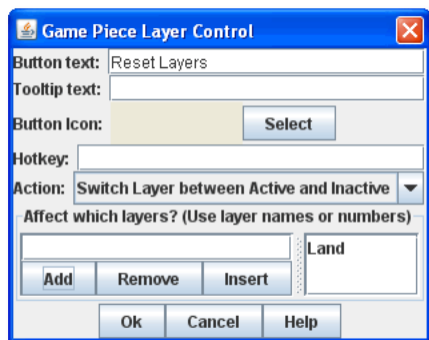 Game Piece Layer Control
Button text: Reset Layers
Tooltip text:
Button Icon: Select
Hotkey:
Action: Switch Layer between Active and Inactive
Affect which layers? (Use layer names or numbers)
Land
Add Remove Insert
Ok Cancel Help